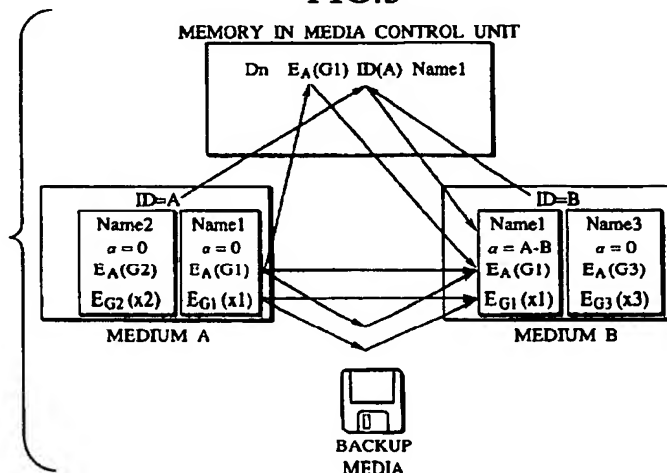 MEMORY IN MEDIA CONTROL UNIT
Dn EA(G1) ID(A) Name1
ID=A
Name2 Name1
α=0 α=0
EA(G2) EA(G1)
EG2(x2) EG1(x1)
MEDIUM A
ID=B
Name1 Name3
α=A-B α=0
EA(G1) EA(G3)
EG1(x1) EG3(x3)
MEDIUM B
BACKUP
MEDIA